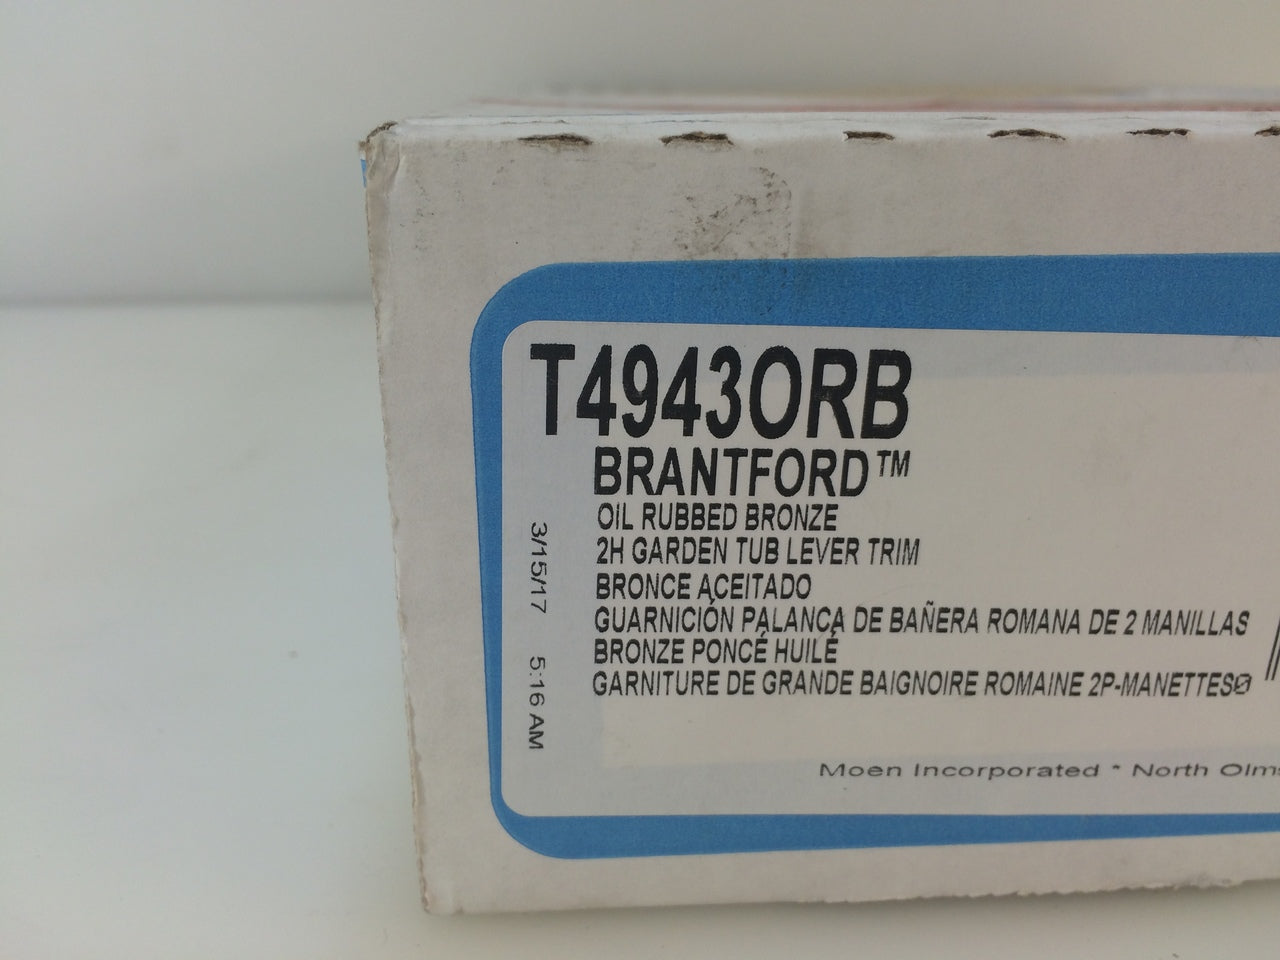 T4943ORB
BRANTFORD™
OIL RUBBED BRONZE
2H GARDEN TUB LEVER TRIM
BRONCE ACEITADO
GUARNICIÓN PALANCA DE BAÑERA ROMANA DE 2 MANILLAS
BRONZE PONCÉ HUILÉ
GARNITURE DE GRANDE BAIGNOIRE ROMAINE 2P-MANETTESØ
3/15/17 5:16 AM
Moen Incorporated * North